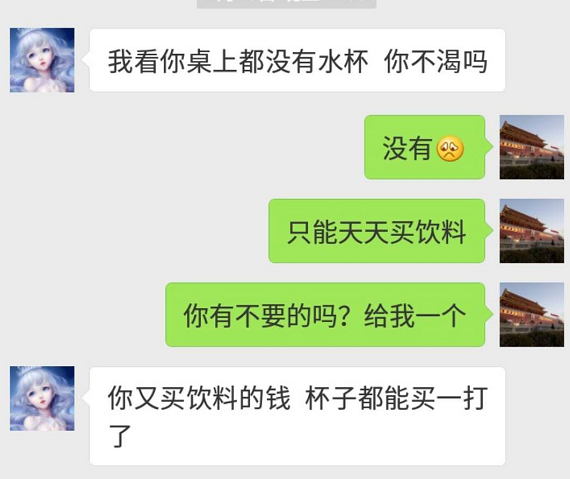 我看你桌上都没有水杯 你不渴吗
没有
只能天天买饮料
你有不要的吗？给我一个
你又买饮料的钱 杯子都能买一打
了